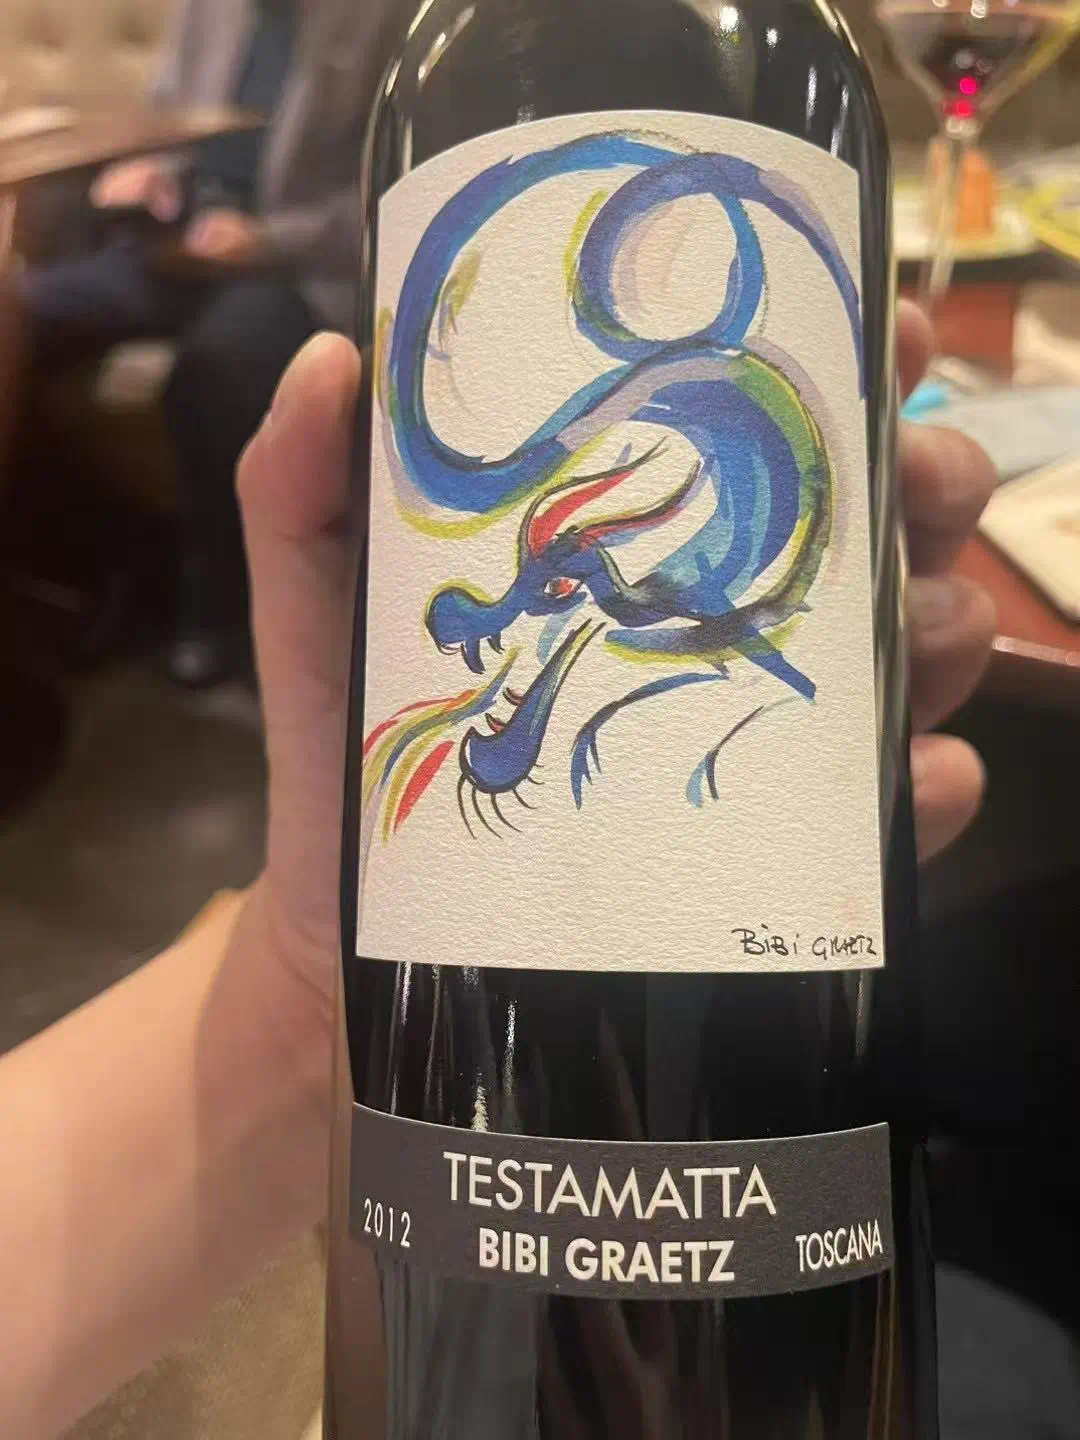 BiBi GRAETZ
TESTAMATTA
2012 BIBI GRAETZ TOSCANA